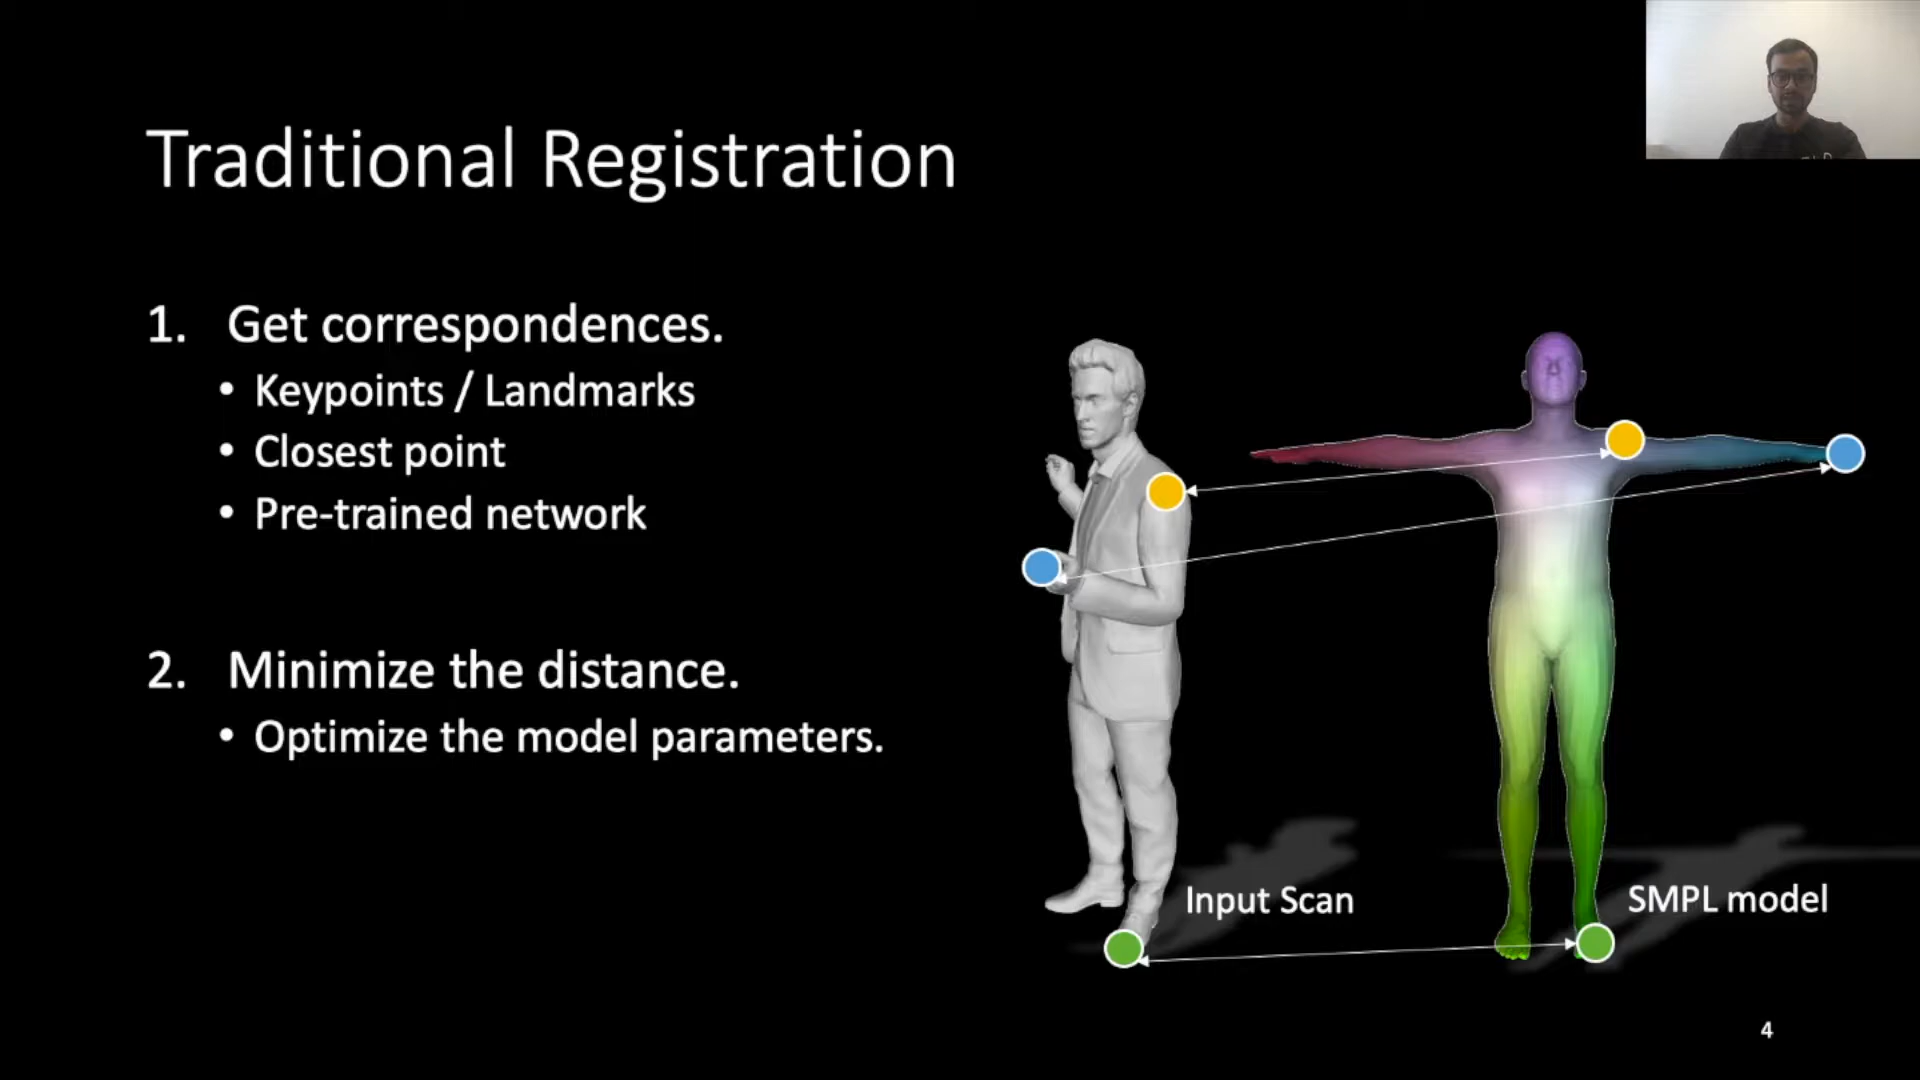 Traditional Registration
1. Get correspondences.
• Keypoints / Landmarks
• Closest point
• Pre-trained network
2. Minimize the distance.
• Optimize the model parameters.
Input Scan
SMPL model
4